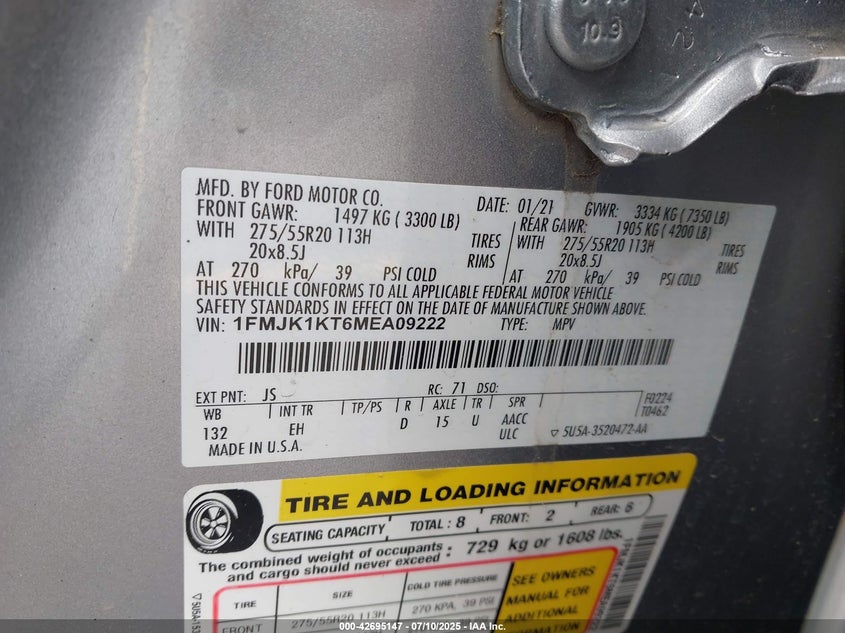 10.9
MFD. BY FORD MOTOR CO.
DATE: 01/21 GVWR: 3334 KG ( 7350 LB)
FRONT GAWR: 1497 KG ( 3300 LB)
REAR GAWR: 1905 KG ( 4200 LB)
WITH 275/55R20 113H TIRES
WITH 275/55R20 113H TIRES
20x8.5J RIMS
20x8.5J RIMS
AT 270 kPa/ 39 PSI COLD
AT 270 kPa/ 39 PSI COLD
THIS VEHICLE CONFORMS TO ALL APPLICABLE FEDERAL MOTOR VEHICLE
SAFETY STANDARDS IN EFFECT ON THE DATE OF MANUFACTURE SHOWN ABOVE.
VIN: 1FMJK1KT6MEA09222 TYPE: MPV
EXT PNT: JS RC: 71 DSO:
WB INT TR TP/PS R AXLE TR SPR F0224
132 EH D 15 U AACC T0462
ULC ▽ 5U5A-3520472-AA
MADE IN U.S.A.
TIRE AND LOADING INFORMATION
SEATING CAPACITY TOTAL: 8 FRONT: 2 REAR: 6
The combined weight of occupants
and cargo should never exceed : 729 kg or 1608 lbs.
TIRE SIZE COLD TIRE PRESSURE
FRONT 275/55R20 113H 270 KPA, 39 PSI
SEE OWNERS
MANUAL FOR
ADDITIONAL
INFORMATION
000-42695147 - 07/10/2025 - IAA Inc.